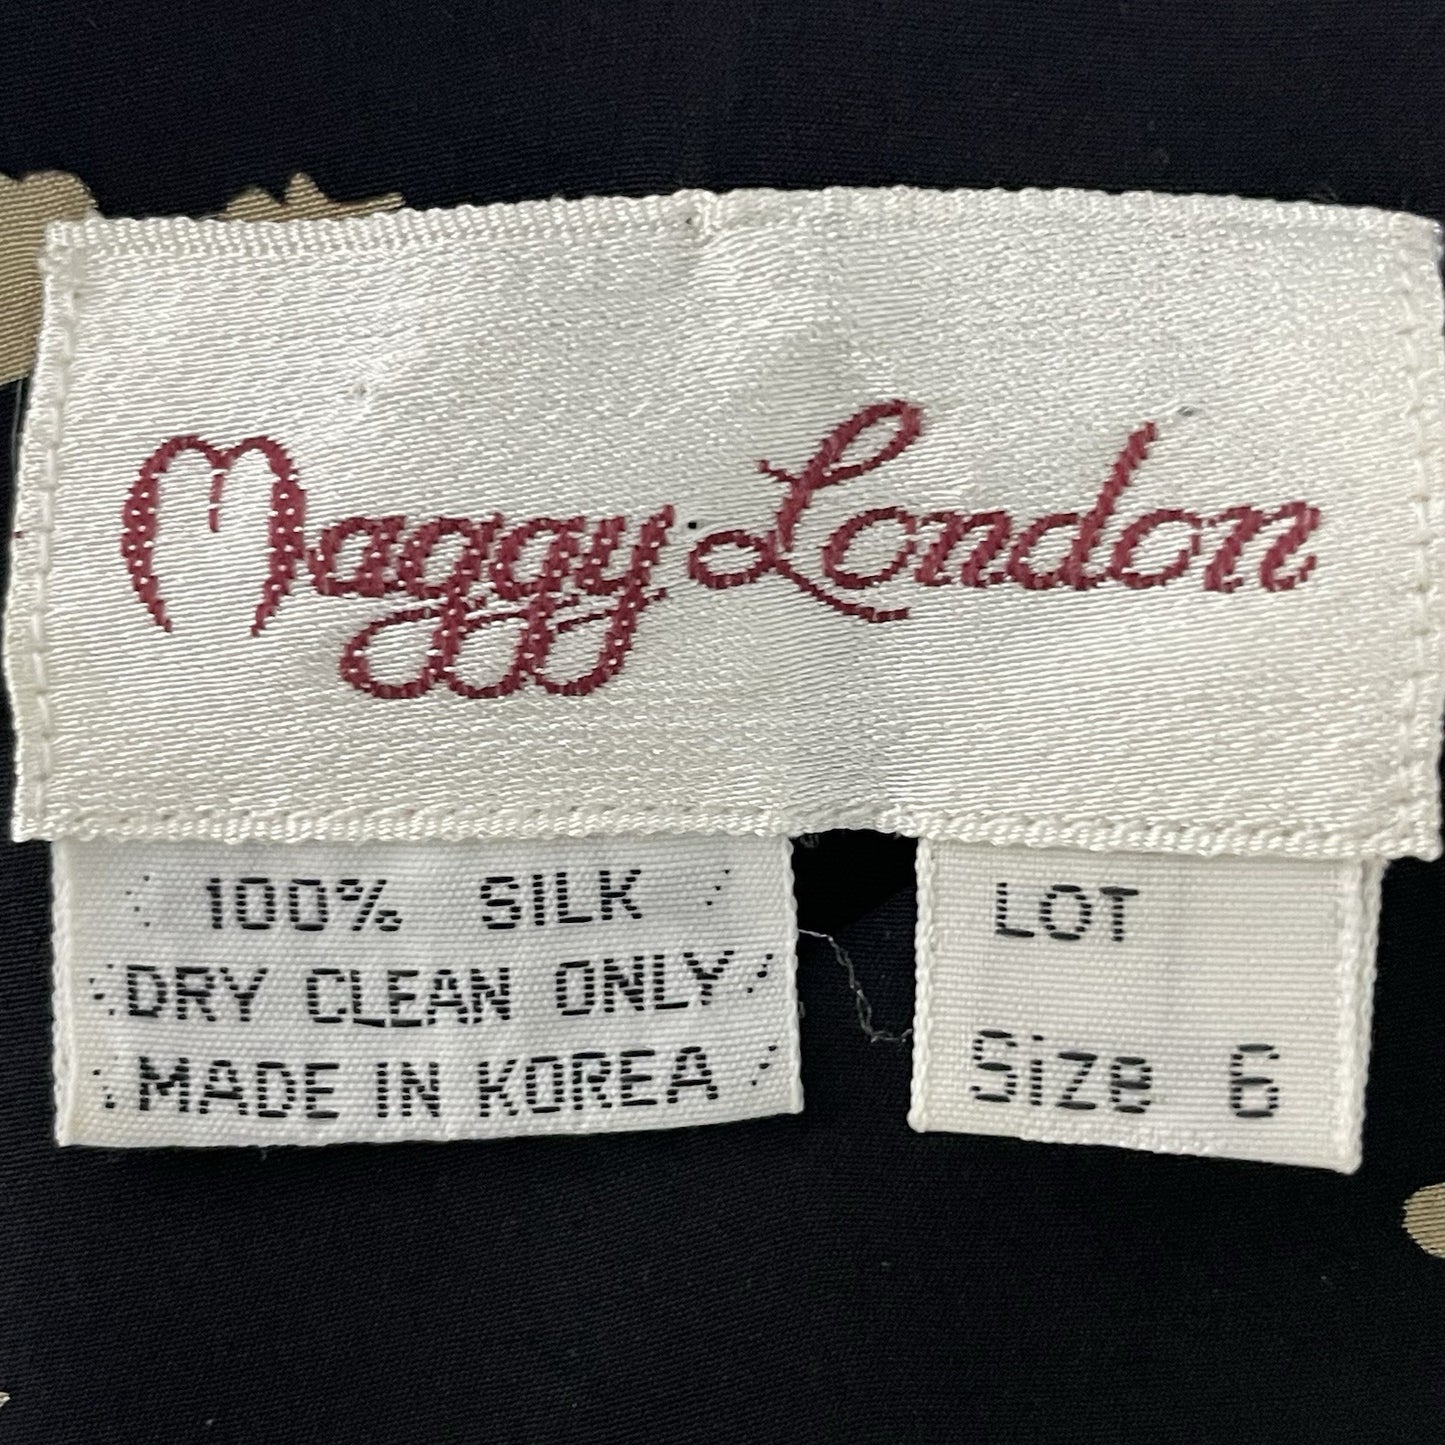 Maggy London
100% SILK
DRY CLEAN ONLY
MADE IN KOREA
LOT
Size 6